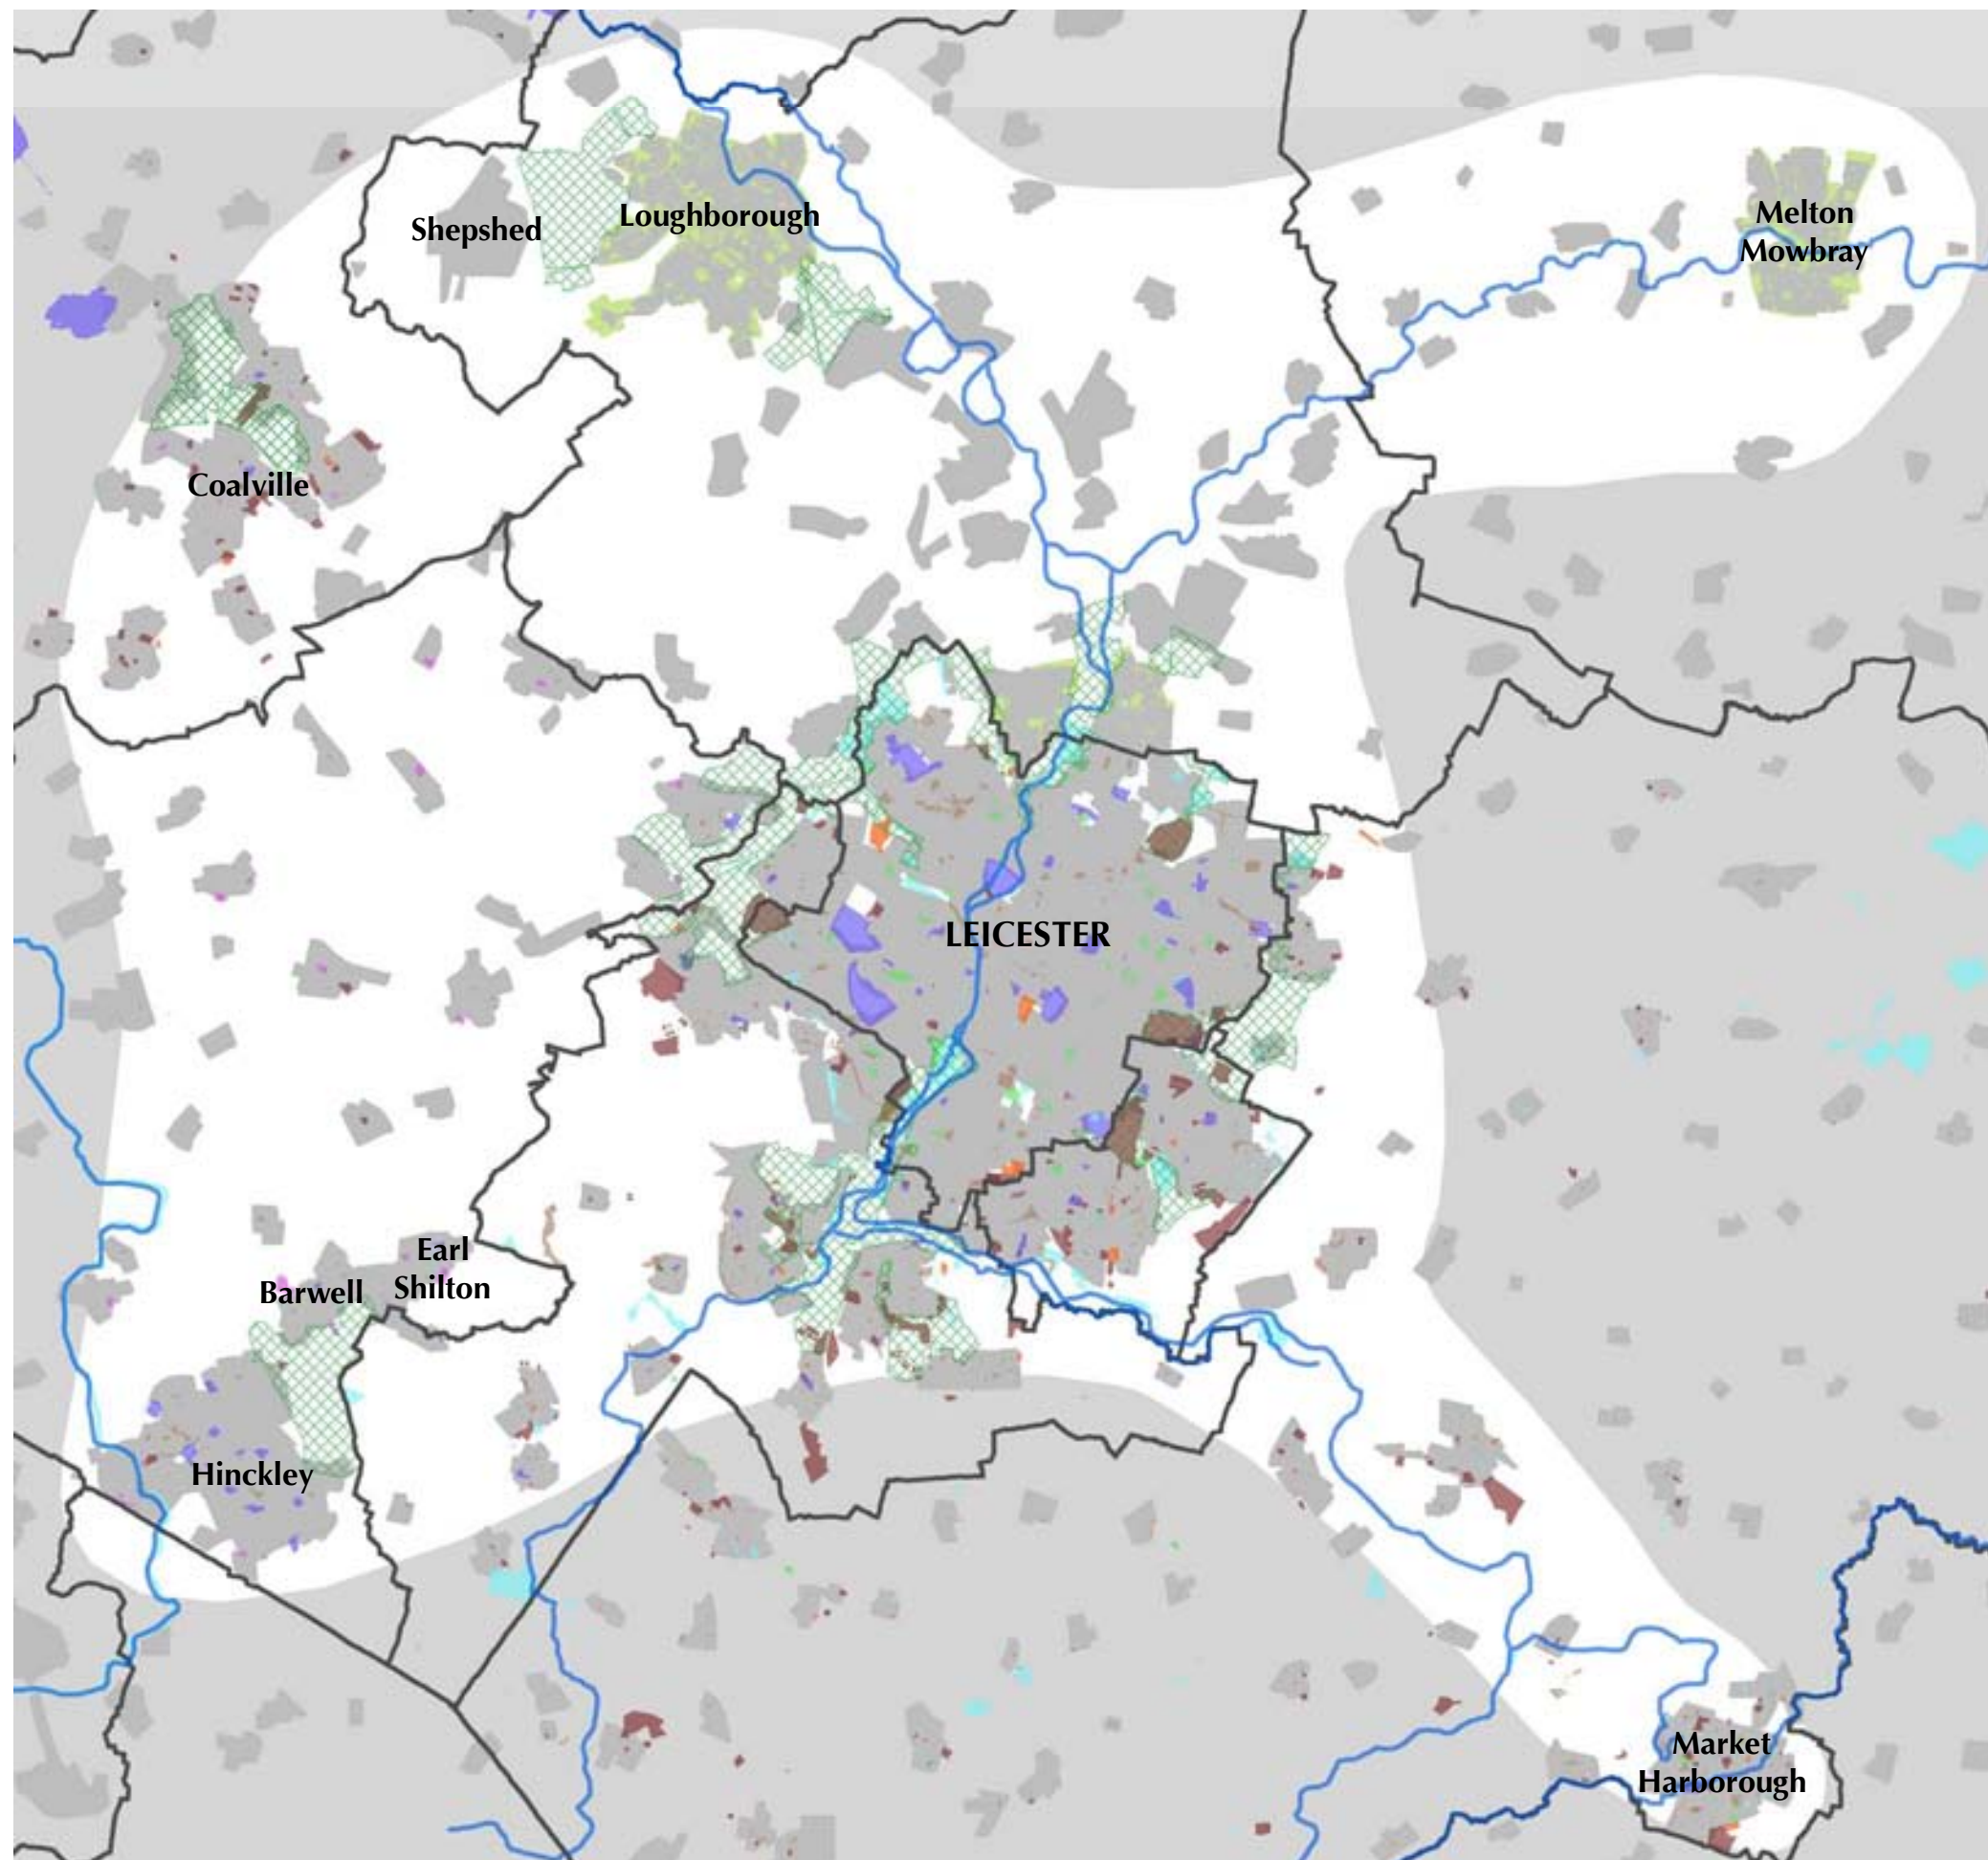 Melton
Mowbray
Loughborough
Shepshed
Coalville
LEICESTER
Earl
Shilton
Barwell
Hinckley
Market
Harborough